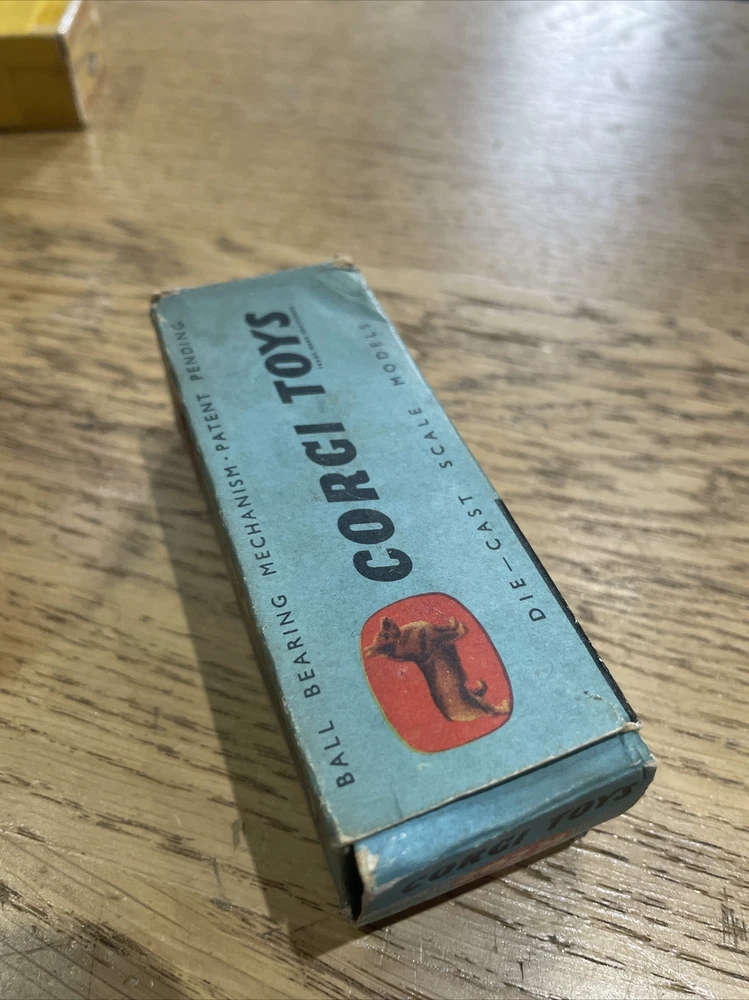 BALL BEARING MECHANISM · PATENT PENDING
CORGI TOYS
DIE-CAST SCALE MODELS
CORGI TOYS